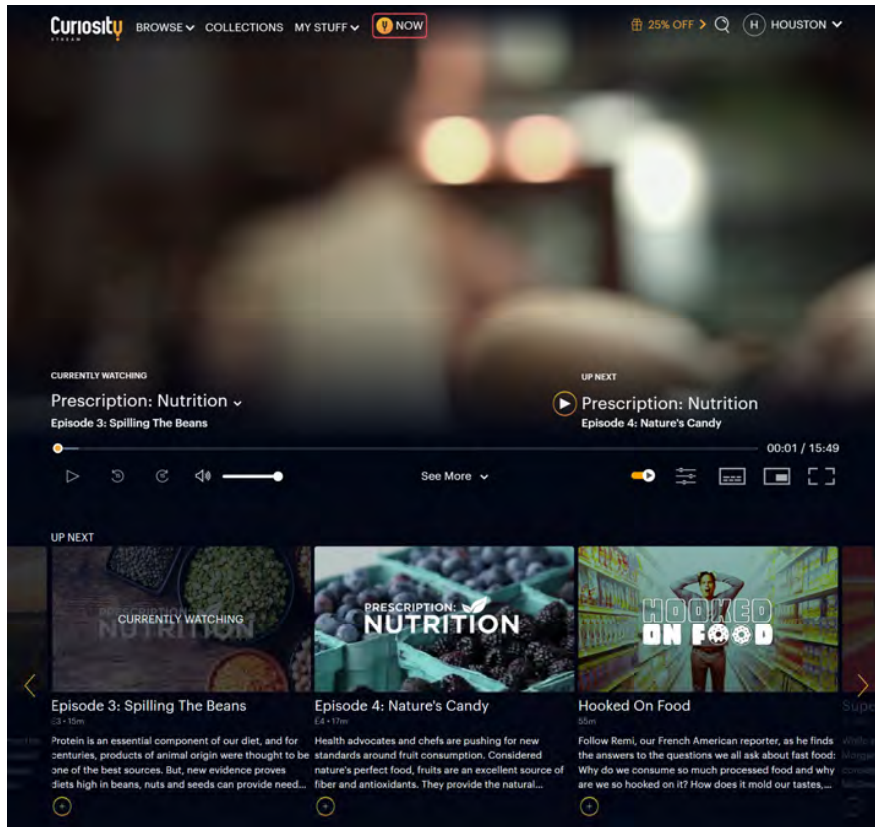 CURIOSITY
STREAM
BROWSE
COLLECTIONS
MY STUFF
NOW
25% OFF
H
HOUSTON
CURRENTLY WATCHING
Prescription: Nutrition
Episode 3: Spilling The Beans
UP NEXT
Prescription: Nutrition
Episode 4: Nature's Candy
00:01 / 15:49
See More
UP NEXT
PRESCRIPTION:
NUTRITION
CURRENTLY WATCHING
PRESCRIPTION:
NUTRITION
HOOKED
ON FOOD
Episode 3: Spilling The Beans
E3 • 15m
Protein is an essential component of our diet, and for
centuries, products of animal origin were thought to be
one of the best sources. But, new evidence proves
diets high in beans, nuts and seeds can provide need...
Episode 4: Nature's Candy
E4 • 17m
Health advocates and chefs are pushing for new
standards around fruit consumption. Considered
nature's perfect food, fruits are an excellent source of
fiber and antioxidants. They provide the natural...
Hooked On Food
55m
Follow Remi, our French American reporter, as he finds
the answers to the questions we all ask about fast food:
Why do we consume so much processed food and why
are we so hooked on it? How does it mold our tastes,...